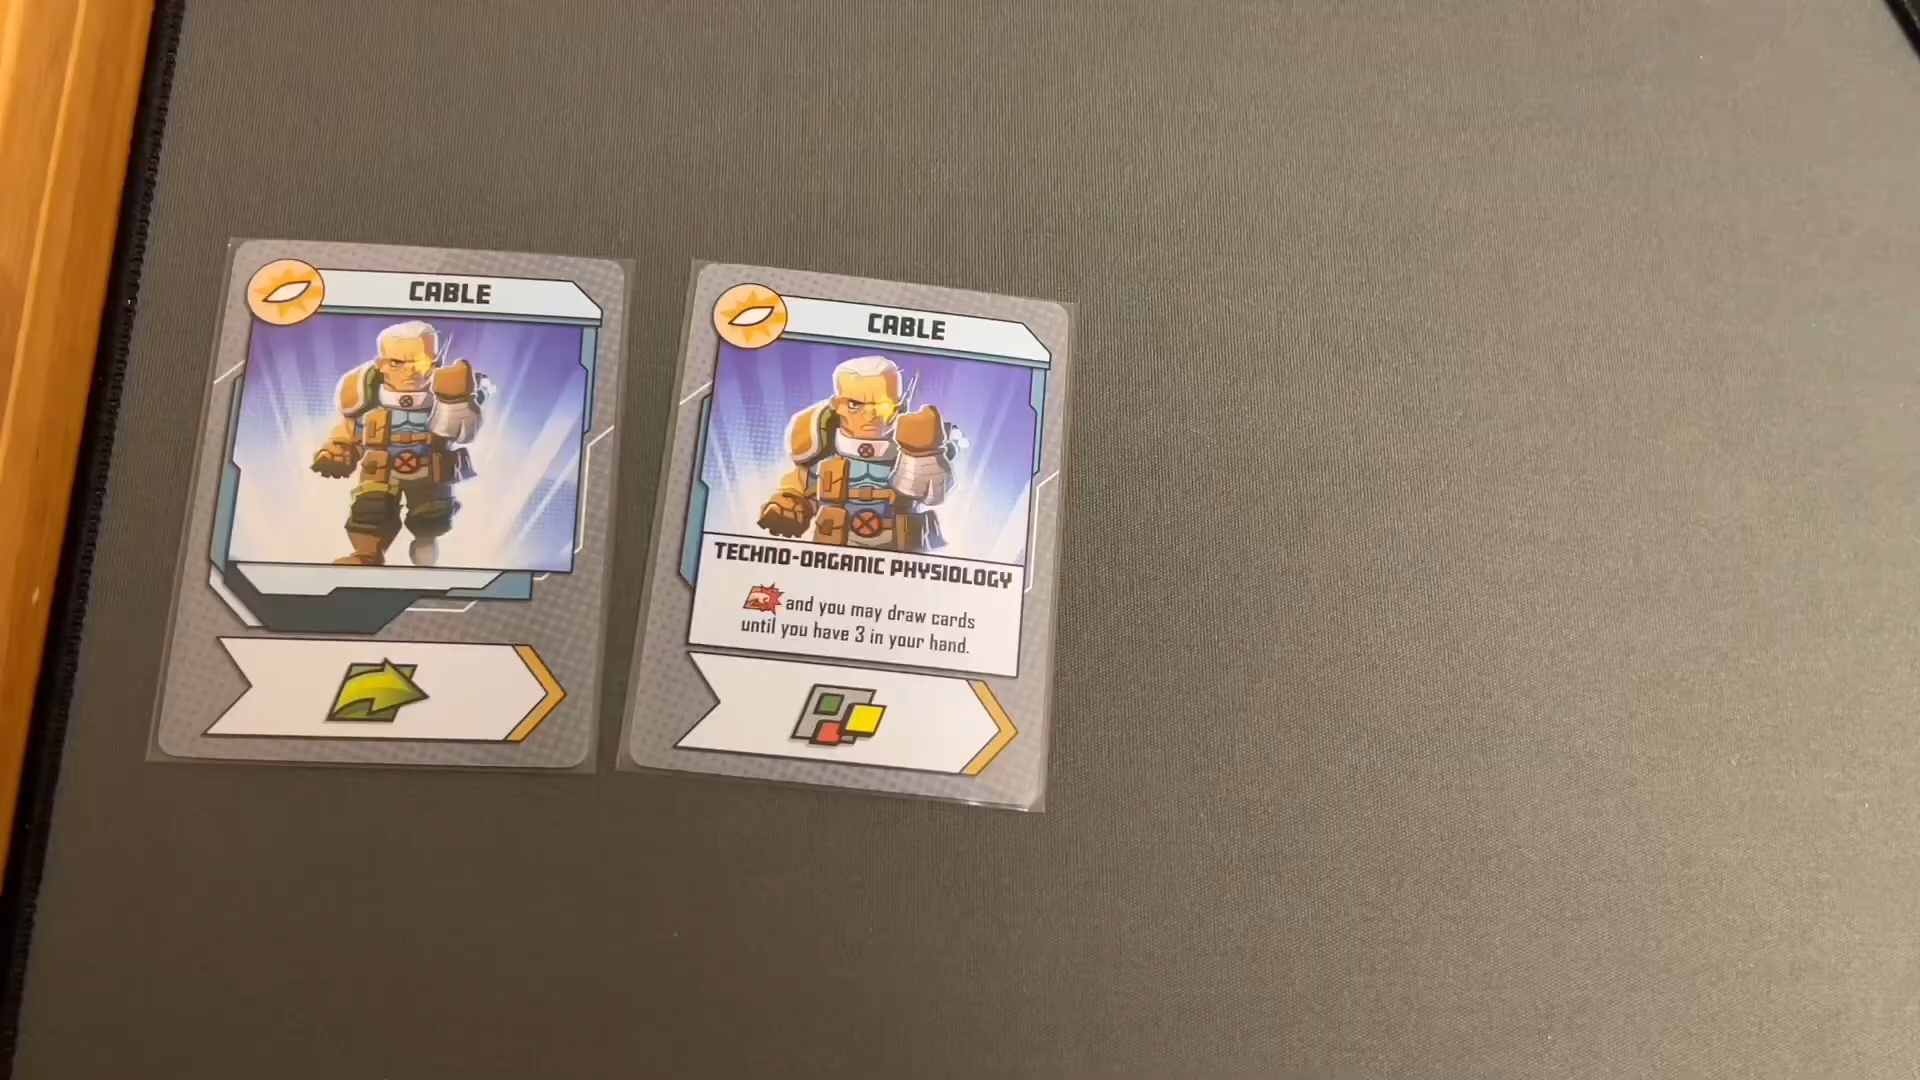 CABLE
CABLE
TECHNO-ORGANIC PHYSIOLOGY
and you may draw cards
until you have 3 in your hand.